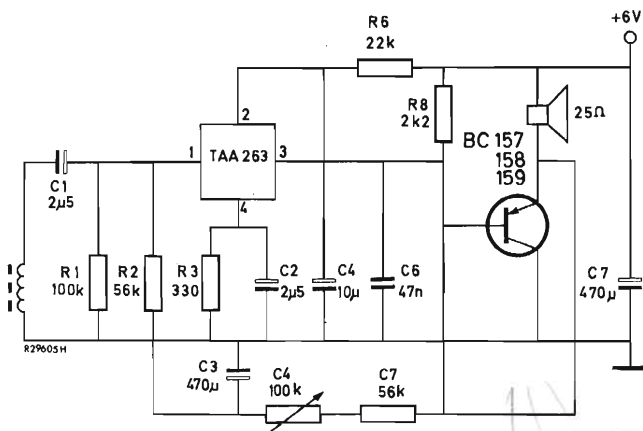 +6V
R6
22k
R8
2k2
25Ω
BC 157
158
159
2
1
TAA 263
3
4
C1
2µ5
R1
100k
R2
56k
R3
330
C2
2µ5
C4
10µ
C6
47n
C7
470µ
R29605H
C3
470µ
C4
100k
C7
56k